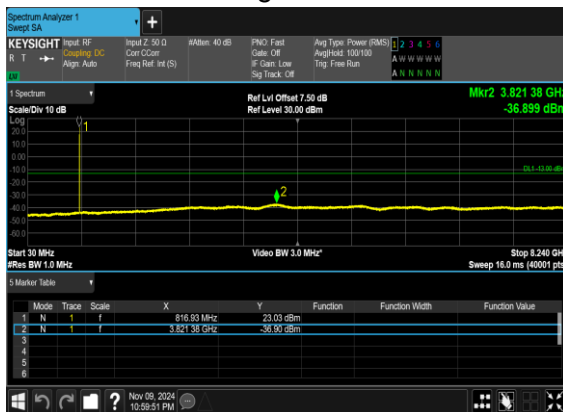 Spectrum Analyzer 1
Swept SA
KEYSIGHT
R T
Input: RF
Coupling: DC
Align: Auto
Input Z: 50 Ω
Corr CCorr
Freq Ref: Int (S)
#Atten: 40 dB
PNO: Fast
Gate: Off
IF Gain: Low
Sig Track: Off
Avg Type: Power (RMS)
Avg|Hold: 100/100
Trig: Free Run
1 2 3 4 5 6
A W W W W W
A N N N N N
1 Spectrum
Scale/Div 10 dB
Ref Lvl Offset 7.50 dB
Ref Level 30.00 dBm
Mkr2 3.821 38 GHz
-36.899 dBm
Log
20.0
10.0
0.00
-10.0
-20.0
-30.0
-40.0
-50.0
-60.0
1
2
DL1 -13.00 dB
Start 30 MHz
#Res BW 1.0 MHz
Video BW 3.0 MHz*
Stop 8.240 GH
Sweep 16.0 ms (40001 pts
5 Marker Table
Mode Trace Scale X Y Function Function Width Function Value
1 N 1 f 816.93 MHz 23.03 dBm
2 N 1 f 3.821 38 GHz -36.90 dBm
3
4
5
6
?
Nov 09, 2024
10:59:51 PM